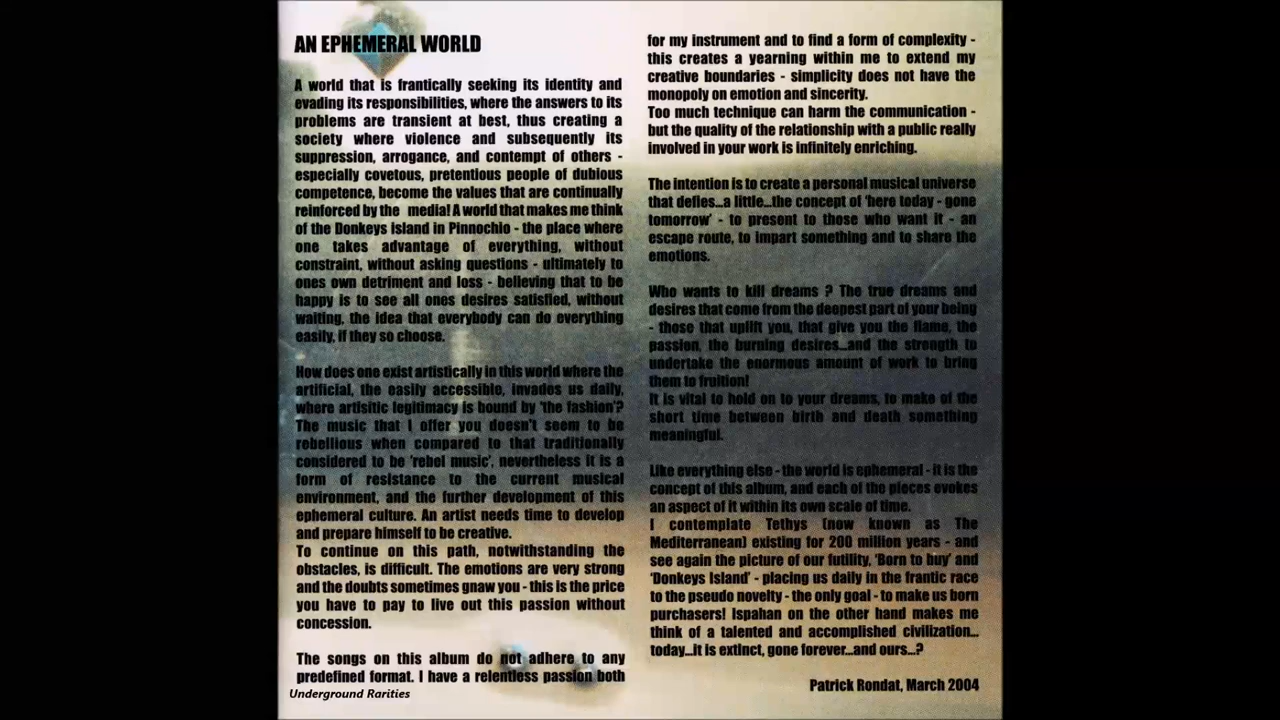 AN EPHEMERAL WORLD
A world that is frantically seeking its identity and
evading its responsibilities, where the answers to its
problems are transient at best, thus creating a
society where violence and subsequently its
suppression, arrogance, and contempt of others -
especially covetous, pretentious people of dubious
competence, become the values that are continually
reinforced by the media! A world that makes me think
of the Donkeys Island in Pinnochio - the place where
one takes advantage of everything, without
constraint, without asking questions - ultimately to
ones own detriment and loss - believing that to be
happy is to see all ones desires satisfied, without
waiting, the idea that everybody can do everything
easily, if they so choose.
How does one exist artistically in this world where the
artificial, the easily accessible, invades us daily,
where artisitic legitimacy is bound by 'the fashion'?
The music that I offer you doesn't seem to be
rebellious when compared to that traditionally
considered to be 'rebel music', nevertheless it is a
form of resistance to the current musical
environment, and the further development of this
ephemeral culture. An artist needs time to develop
and prepare himself to be creative.
To continue on this path, notwithstanding the
obstacles, is difficult. The emotions are very strong
and the doubts sometimes gnaw you - this is the price
you have to pay to live out this passion without
concession.
The songs on this album do not adhere to any
predefined format. I have a relentless passion both
Underground Rarities
for my instrument and to find a form of complexity -
this creates a yearning within me to extend my
creative boundaries - simplicity does not have the
monopoly on emotion and sincerity.
Too much technique can harm the communication -
but the quality of the relationship with a public really
involved in your work is infinitely enriching.
The intention is to create a personal musical universe
that defies...a little...the concept of 'here today - gone
tomorrow' - to present to those who want it - an
escape route, to impart something and to share the
emotions.
Who wants to kill dreams ? The true dreams and
desires that come from the deepest part of your being
- those that uplift you, that give you the flame, the
passion, the burning desires...and the strength to
undertake the enormous amount of work to bring
them to fruition!
It is vital to hold on to your dreams, to make of the
short time between birth and death something
meaningful.
Like everything else - the world is ephemeral - it is the
concept of this album, and each of the pieces evokes
an aspect of it within its own scale of time.
I contemplate Tethys (now known as The
Mediterranean) existing for 200 million years - and
see again the picture of our futility, 'Born to buy' and
'Donkeys Island' - placing us daily in the frantic race
to the pseudo novelty - the only goal - to make us born
purchasers! Ispahan on the other hand makes me
think of a talented and accomplished civilization...
today...it is extinct, gone forever...and ours...?
Patrick Rondat, March 2004